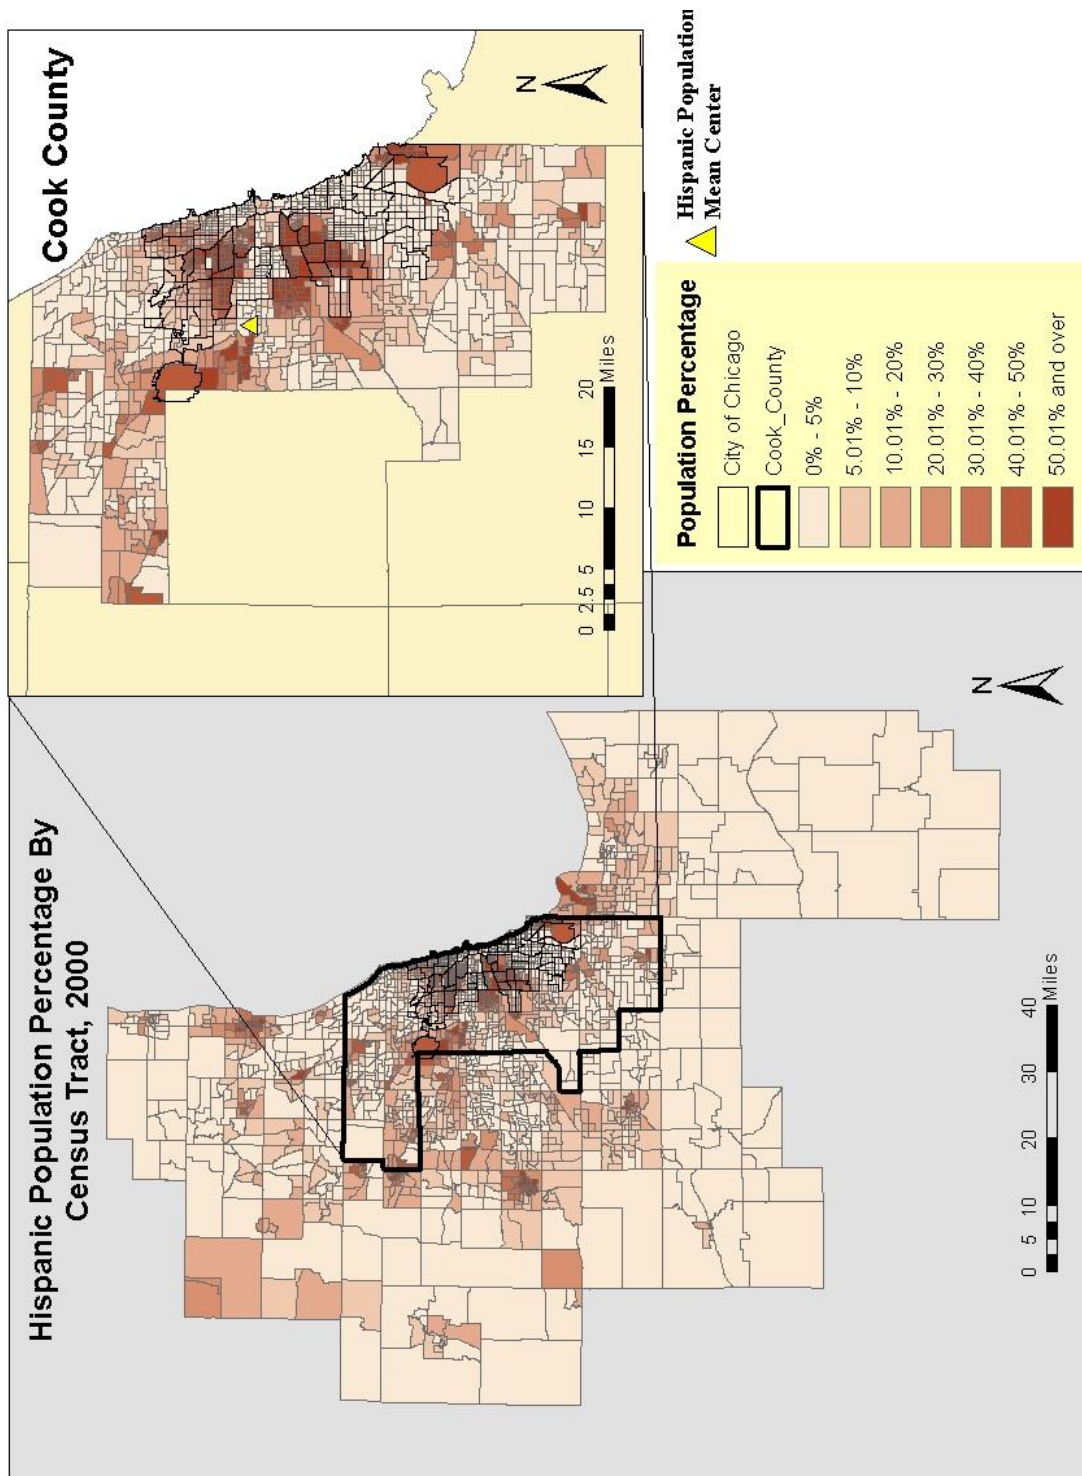 Hispanic Population Percentage By
Census Tract, 2000
N
0 5 10 20 30 40
Miles
Cook County
N
0 2.5 5 10 15 20
Miles
Population Percentage
City of Chicago
Cook_County
0% - 5%
5.01% - 10%
10.01% - 20%
20.01% - 30%
30.01% - 40%
40.01% - 50%
50.01% and over
Hispanic Population
Mean Center